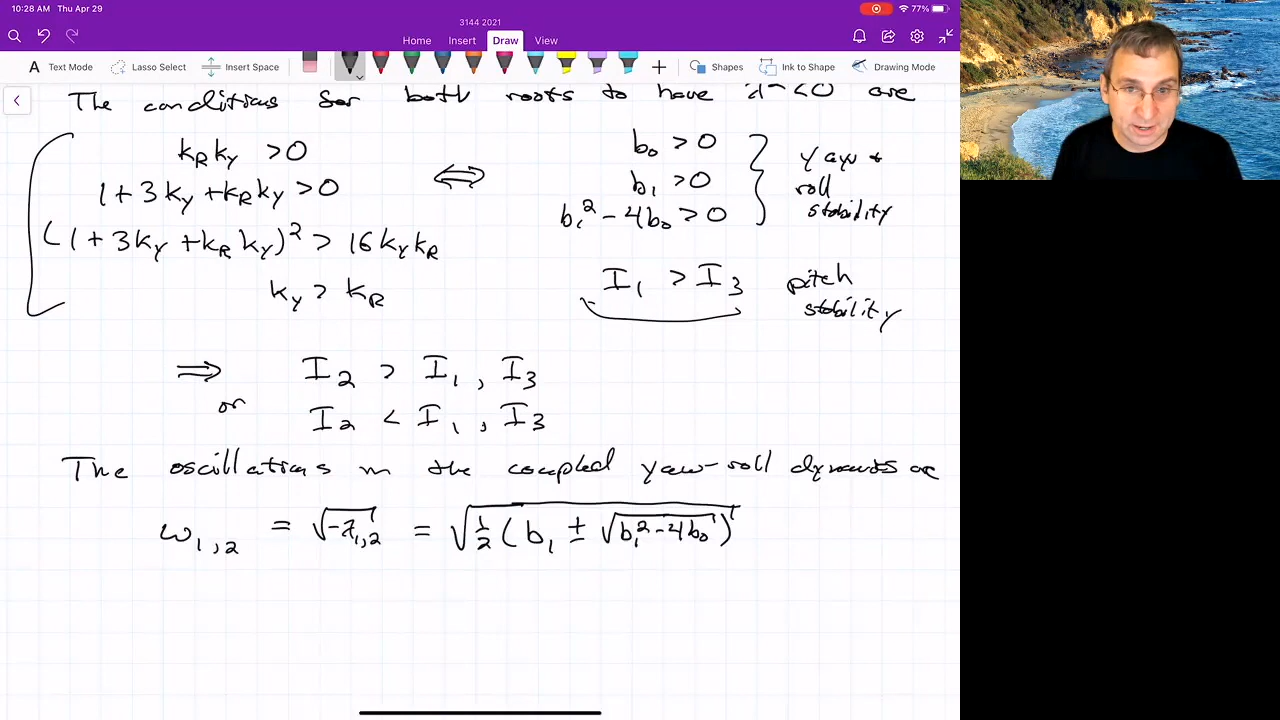 10:28 AM Thu Apr 29
77%
3144 2021
Home Insert Draw View
Text Mode Lasso Select Insert Space Shapes Ink to Shape Drawing Mode
The conditions for both roots to have λ² < 0 are
k_R k_Y > 0 ⟺ b₀ > 0
1 + 3k_Y + k_R k_Y > 0 b₁ > 0
(1 + 3k_Y + k_R k_Y)² > 16 k_Y k_R b₁² - 4b₀ > 0
yaw +
roll
stability
k_Y > k_R I₁ > I₃ pitch
stability
⟹ I₂ > I₁, I₃
or I₂ < I₁, I₃
The oscillations in the coupled yaw-roll dynamics are
ω₁,₂ = √(-z₁,₂) = √(1/2 (b₁ ± √(b₁² - 4b₀)))